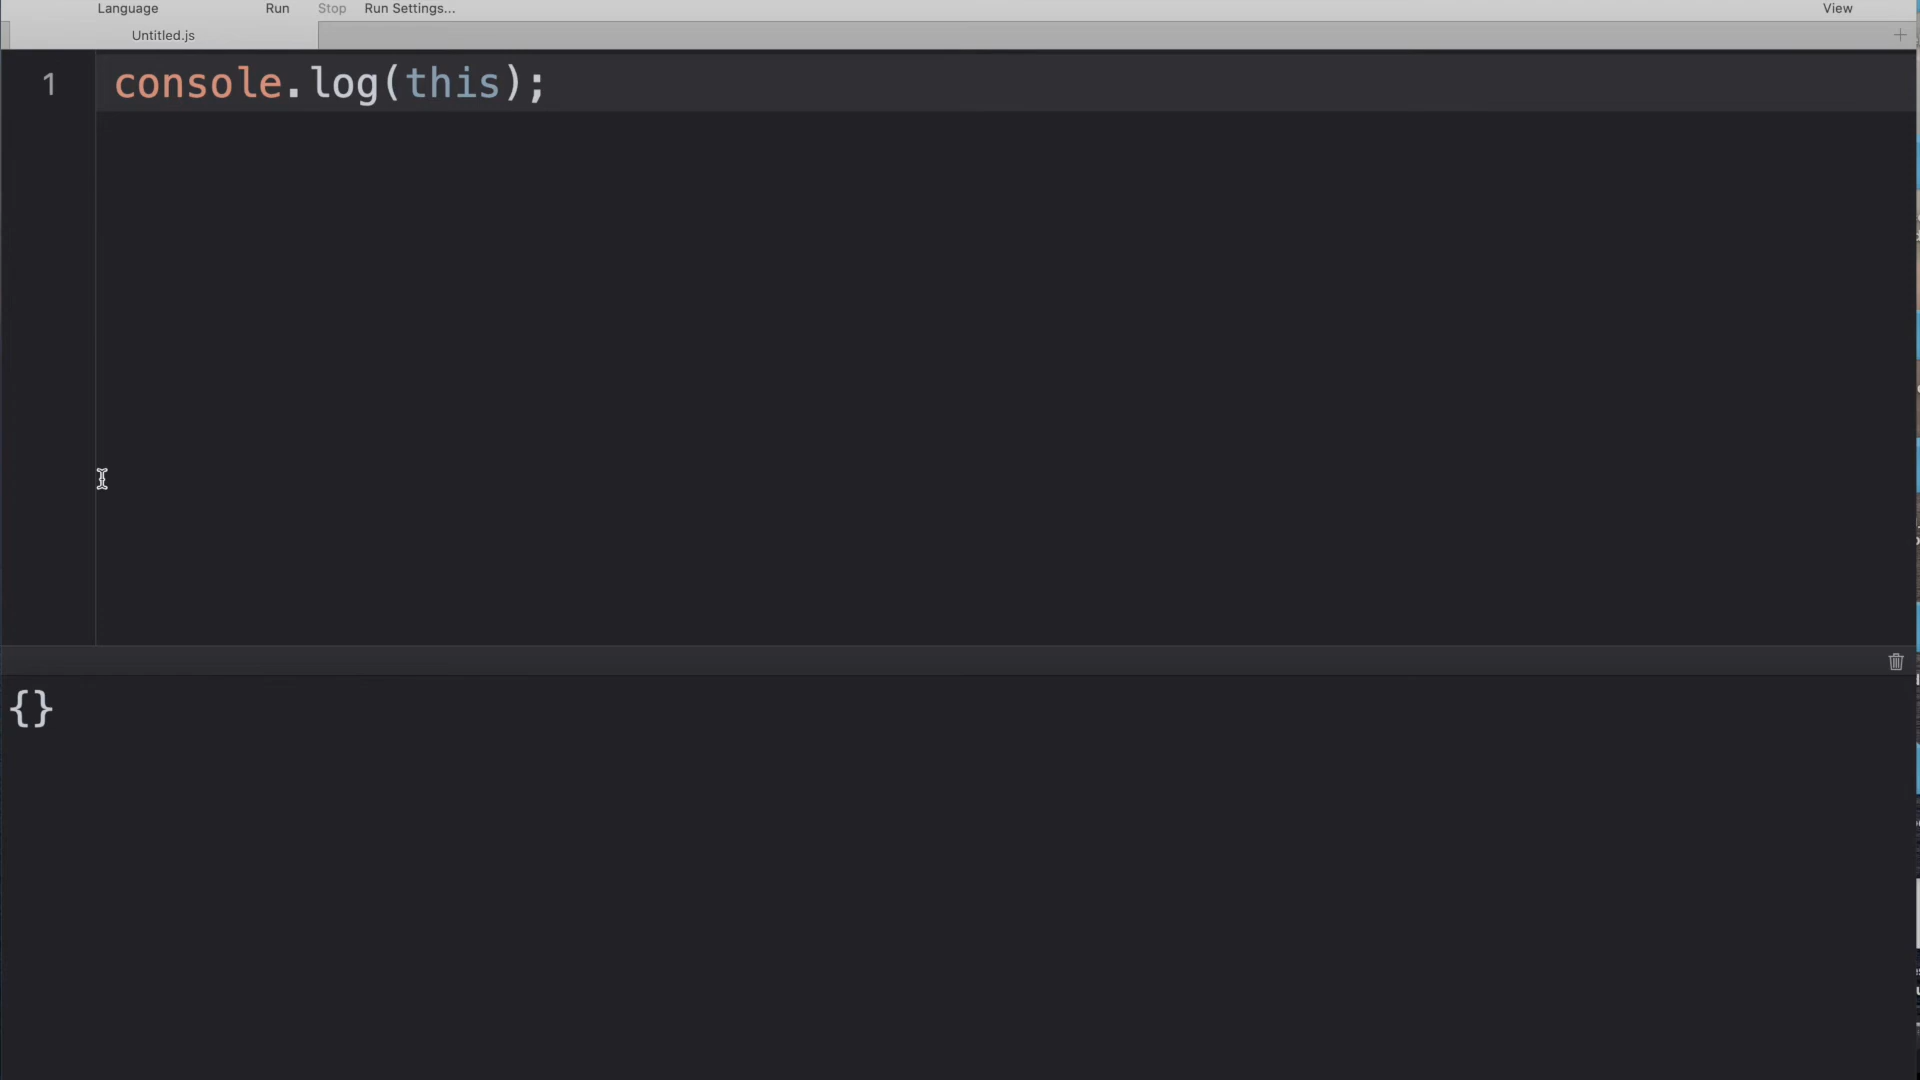 Language Run Stop Run Settings... View
Untitled.js
1 console.log(this);
{}